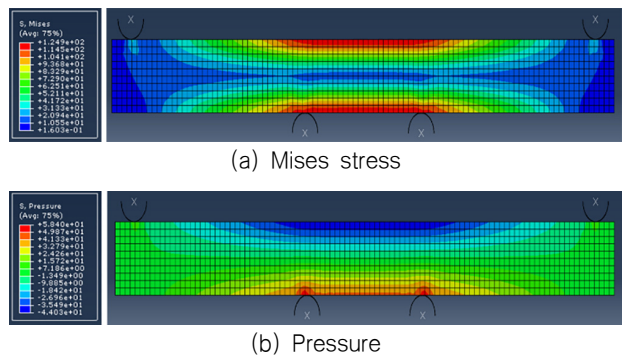 S, Mises
(Avg: 75%)
+1.249e+02
+1.145e+02
+1.041e+02
+9.368e+01
+8.329e+01
+7.290e+01
+6.251e+01
+5.211e+01
+4.172e+01
+3.133e+01
+2.094e+01
+1.055e+01
+1.603e-01
X
X
X
X
(a) Mises stress
S, Pressure
(Avg: 75%)
+5.840e+01
+4.987e+01
+4.133e+01
+3.279e+01
+2.426e+01
+1.572e+01
+7.186e+00
-1.349e+00
-9.885e+00
-1.842e+01
-2.696e+01
-3.549e+01
-4.403e+01
X
X
X
X
(b) Pressure